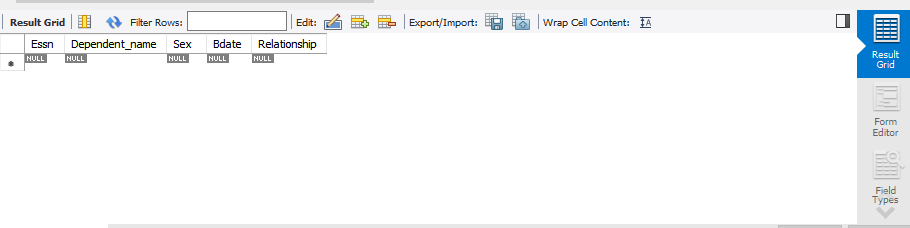 Result Grid Filter Rows: Edit: Export/Import: Wrap Cell Content:
Essn Dependent_name Sex Bdate Relationship
NULL NULL NULL NULL NULL
Result
Grid
Form
Editor
Field
Types